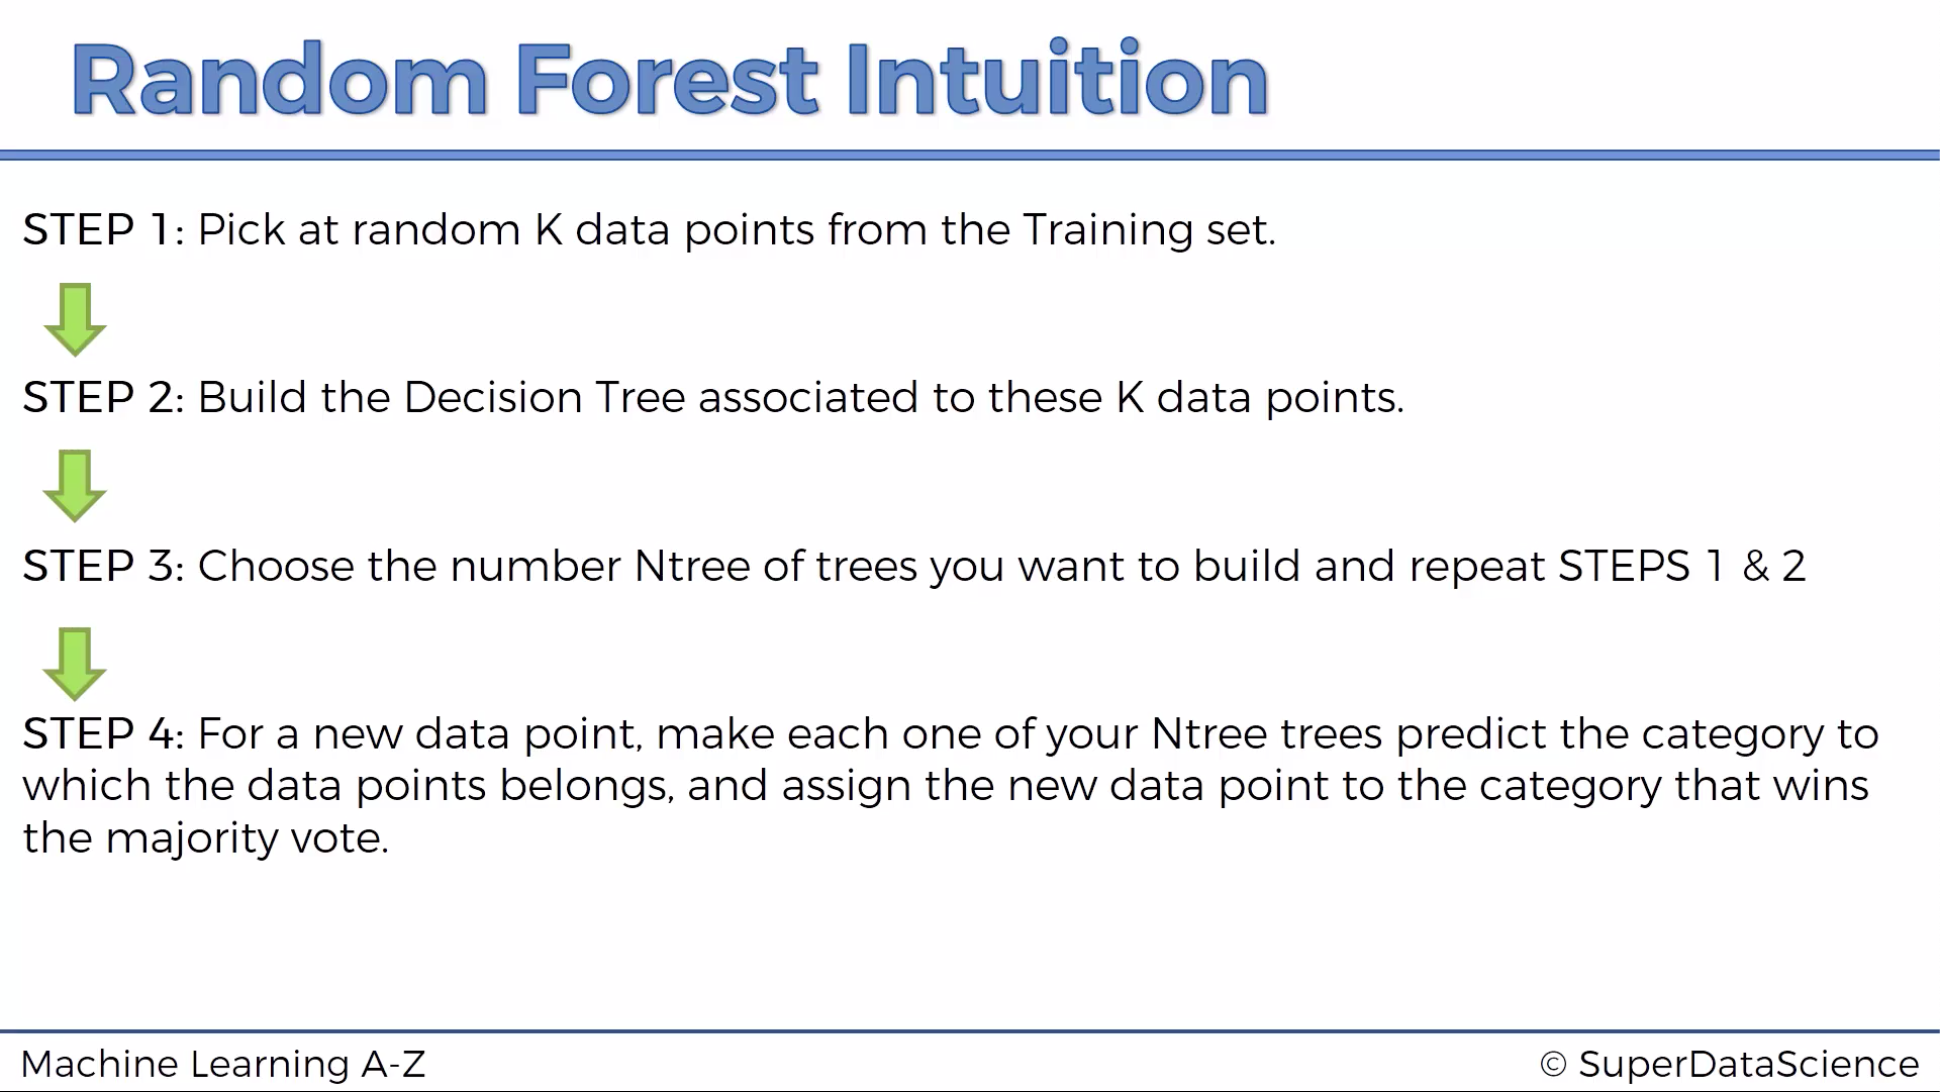 Random Forest Intuition
STEP 1: Pick at random K data points from the Training set.
STEP 2: Build the Decision Tree associated to these K data points.
STEP 3: Choose the number Ntree of trees you want to build and repeat STEPS 1 & 2
STEP 4: For a new data point, make each one of your Ntree trees predict the category to
which the data points belongs, and assign the new data point to the category that wins
the majority vote.
Machine Learning A-Z
© SuperDataScience